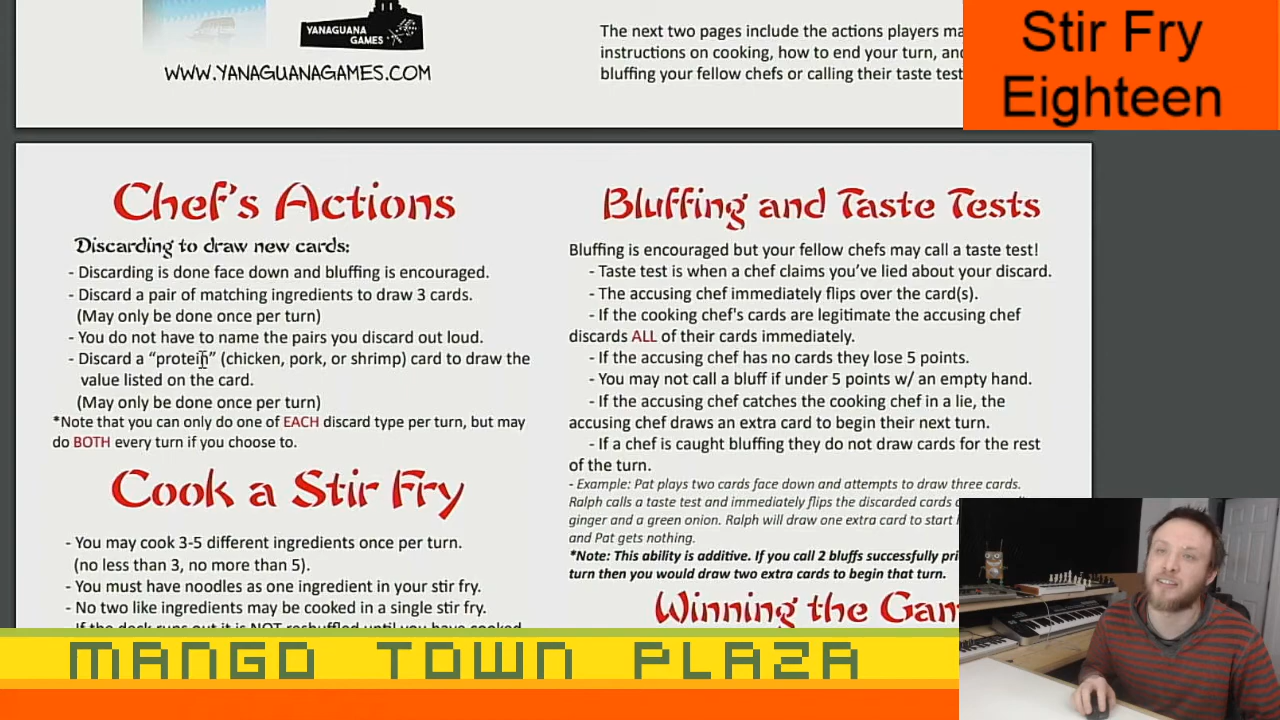 YANAGUANA
GAMES
WWW.YANAGUANAGAMES.COM
The next two pages include the actions players
instructions on cooking, how to end your turn,
bluffing your fellow chefs or calling their taste
Stir Fry
Eighteen
Chef's Actions
Discarding to draw new cards:
- Discarding is done face down and bluffing is encouraged.
- Discard a pair of matching ingredients to draw 3 cards.
(May only be done once per turn)
- You do not have to name the pairs you discard out loud.
- Discard a “protein” (chicken, pork, or shrimp) card to draw the
value listed on the card.
(May only be done once per turn)
*Note that you can only do one of EACH discard type per turn, but may
do BOTH every turn if you choose to.
Cook a Stir Fry
- You may cook 3-5 different ingredients once per turn.
(no less than 3, no more than 5).
- You must have noodles as one ingredient in your stir fry.
- No two like ingredients may be cooked in a single stir fry.
- If the deck runs out it is NOT reshuffled until you have cooked
Bluffing and Taste Tests
Bluffing is encouraged but your fellow chefs may call a taste test!
- Taste test is when a chef claims you've lied about your discard.
- The accusing chef immediately flips over the card(s).
- If the cooking chef's cards are legitimate the accusing chef
discards ALL of their cards immediately.
- If the accusing chef has no cards they lose 5 points.
- You may not call a bluff if under 5 points w/ an empty hand.
- If the accusing chef catches the cooking chef in a lie, the
accusing chef draws an extra card to begin their next turn.
- If a chef is caught bluffing they do not draw cards for the rest
of the turn.
- Example: Pat plays two cards face down and attempts to draw three cards.
Ralph calls a taste test and immediately flips the discarded cards
ginger and a green onion. Ralph will draw one extra card to start
and Pat gets nothing.
*Note: This ability is additive. If you call 2 bluffs successfully
turn then you would draw two extra cards to begin that turn.
Winning the
MANGO TOWN PLAZA